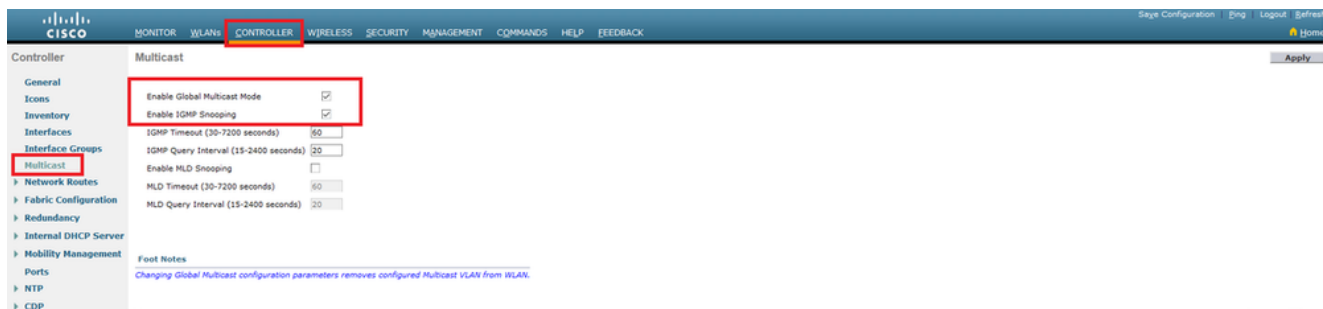 Save Configuration Ping Logout Refresh
CISCO MONITOR WLANs CONTROLLER WIRELESS SECURITY MANAGEMENT COMMANDS HELP FEEDBACK Home
Controller
General
Icons
Inventory
Interfaces
Interface Groups
Multicast
Network Routes
Fabric Configuration
Redundancy
Internal DHCP Server
Mobility Management
Ports
NTP
CDP
Multicast
Apply
Enable Global Multicast Mode
Enable IGMP Snooping
IGMP Timeout (30-7200 seconds) 60
IGMP Query Interval (15-2400 seconds) 20
Enable MLD Snooping
MLD Timeout (30-7200 seconds) 60
MLD Query Interval (15-2400 seconds) 20
Foot Notes
Changing Global Multicast configuration parameters removes configured Multicast VLAN from WLAN.